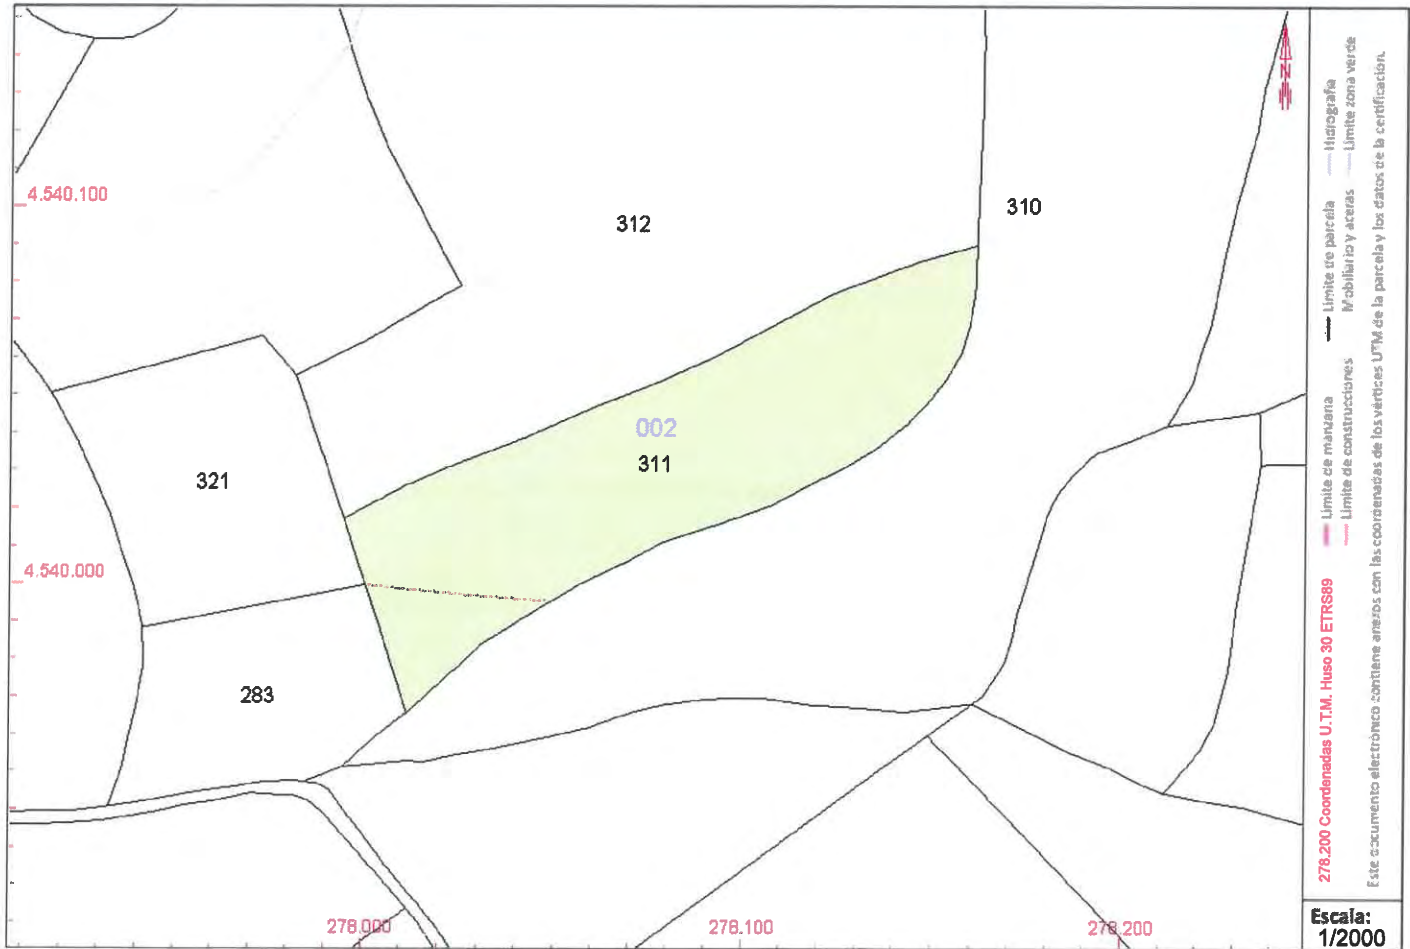 4.540.100
312
310
002
311
321
4.540.000
283
278.000
278.100
278.200
N
278.200 Coordenadas U.T.M. Huso 30 ETRS89
Límite de manzana
Límite de parcela
Hidrografía
Límite de construcciones
Mobiliario y aceras
Límite zona verde
Este documento electrónico contiene anexos con las coordenadas de los vértices UTM de la parcela y los datos de la certificación.
Escala:
1/2000